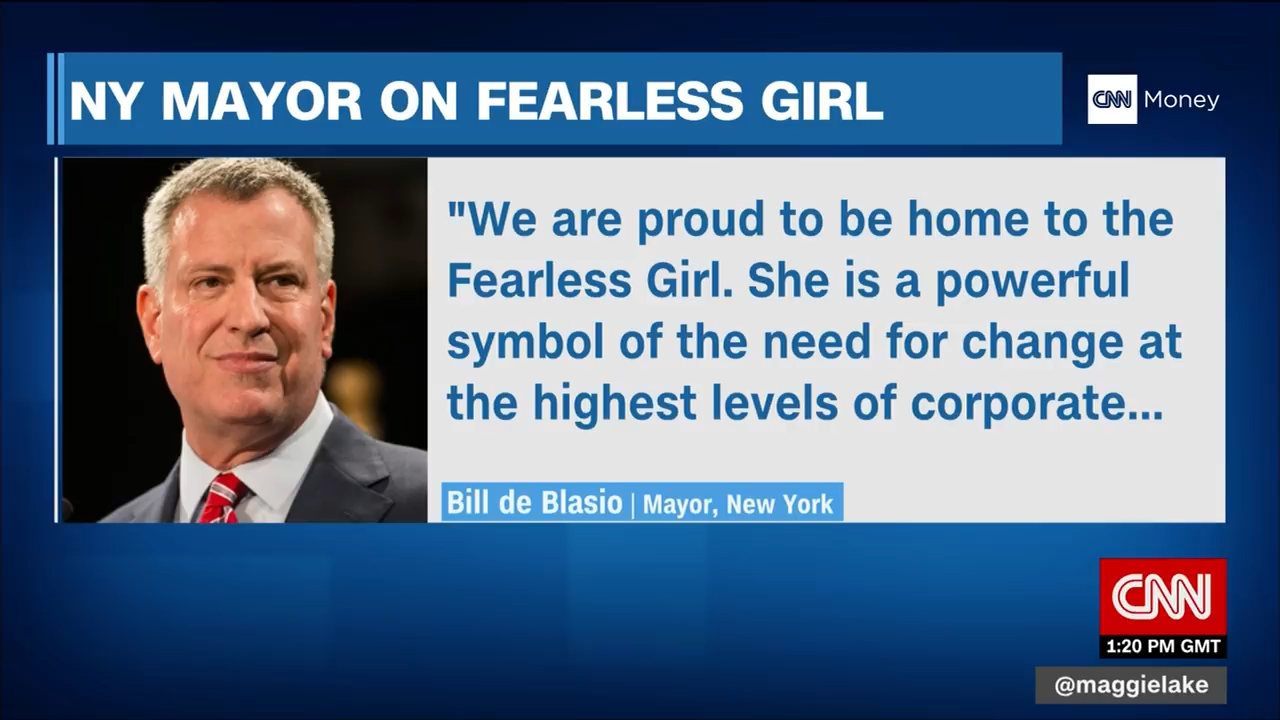 NY MAYOR ON FEARLESS GIRL
CNN Money
"We are proud to be home to the
Fearless Girl. She is a powerful
symbol of the need for change at
the highest levels of corporate...
Bill de Blasio | Mayor, New York
CNN
1:20 PM GMT
@maggielake